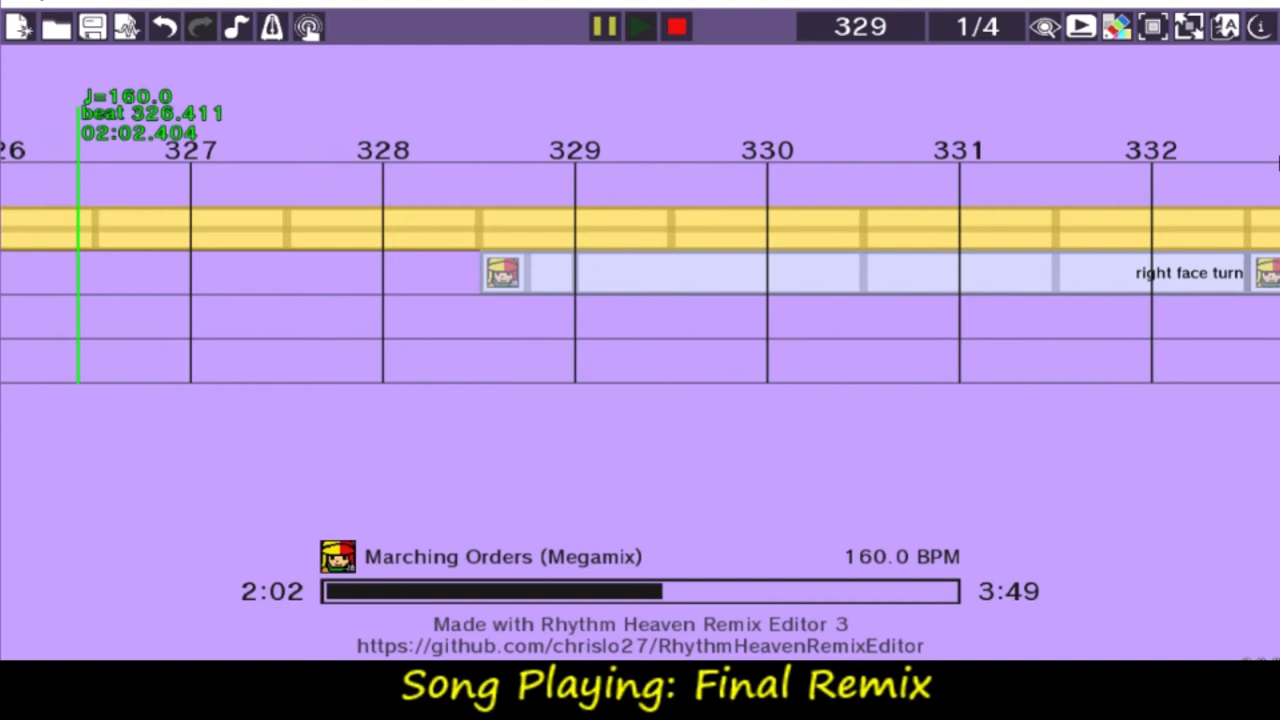 329 1/4
♩=160.0
beat 326.411
02:02.404
26 327 328 329 330 331 332
right face turn
Marching Orders (Megamix) 160.0 BPM
2:02 3:49
Made with Rhythm Heaven Remix Editor 3
https://github.com/chrislo27/RhythmHeavenRemixEditor
Song Playing: Final Remix